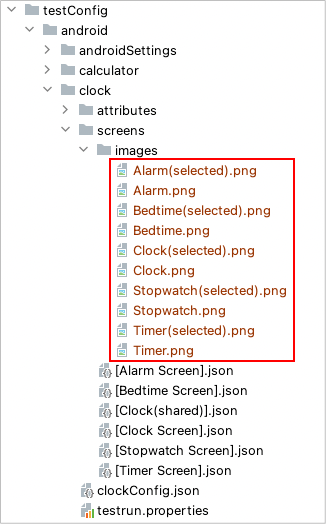 testConfig
android
androidSettings
calculator
clock
attributes
screens
images
Alarm(selected).png
Alarm.png
Bedtime(selected).png
Bedtime.png
Clock(selected).png
Clock.png
Stopwatch(selected).png
Stopwatch.png
Timer(selected).png
Timer.png
[Alarm Screen].json
[Bedtime Screen].json
[Clock(shared)].json
[Clock Screen].json
[Stopwatch Screen].json
[Timer Screen].json
clockConfig.json
testrun.properties